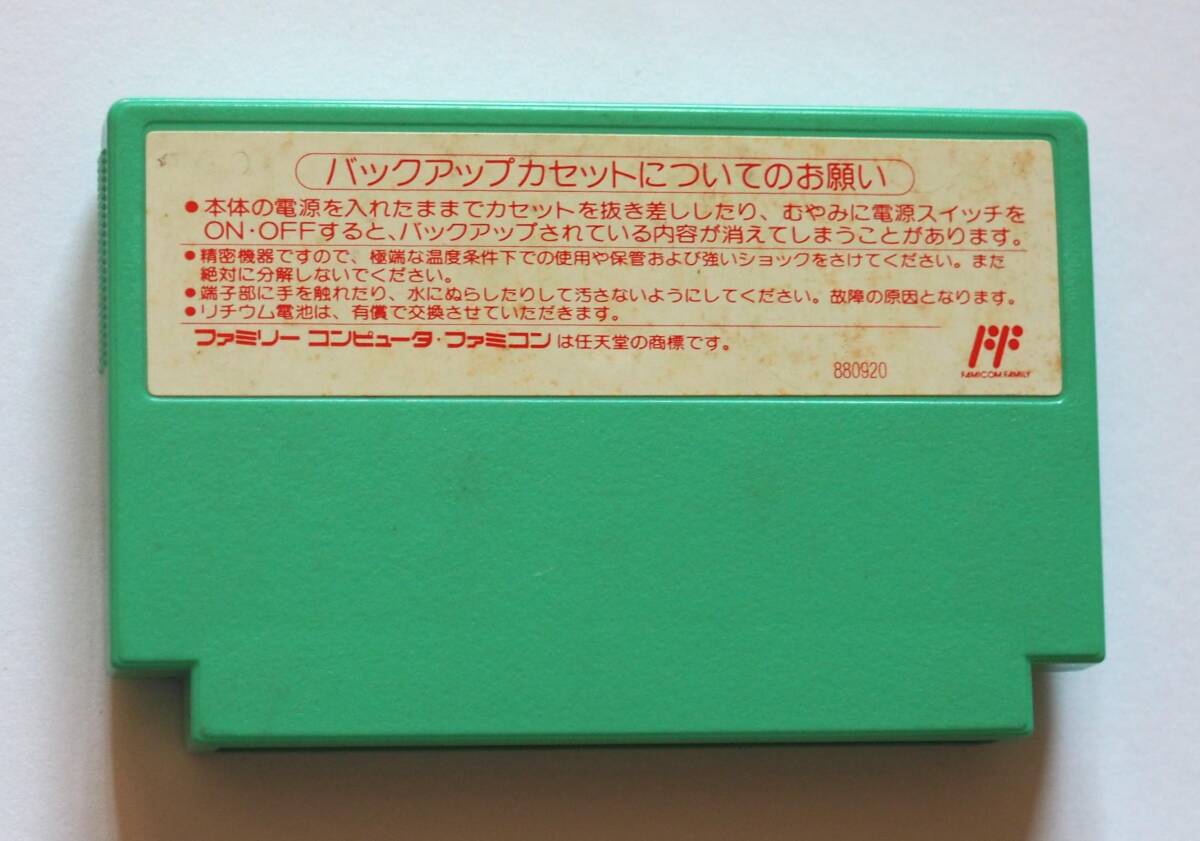 バックアップカセットについてのお願い
●本体の電源を入れたままでカセットを抜き差ししたり、むやみに電源スイッチを
ON・OFFすると、バックアップされている内容が消えてしまうことがあります。
●精密機器ですので、極端な温度条件下での使用や保管および強いショックをさけてください。また
絶対に分解しないでください。
●端子部に手を触れたり、水にぬらしたりして汚さないようにしてください。故障の原因となります。
●リチウム電池は、有償で交換させていただきます。
ファミリー コンピュータ・ファミコン は任天堂の商標です。
880920
FAMICOM FAMILY